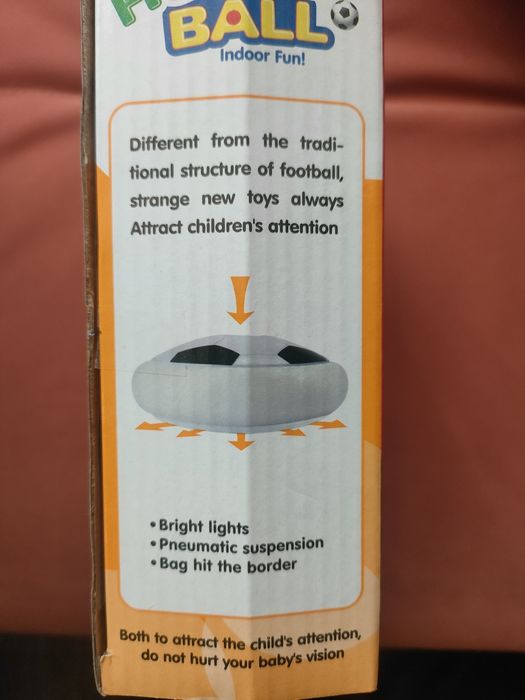 BALL
Indoor Fun!
Different from the tradi-
tional structure of football,
strange new toys always
Attract children's attention
• Bright lights
• Pneumatic suspension
• Bag hit the border
Both to attract the child's attention,
do not hurt your baby's vision